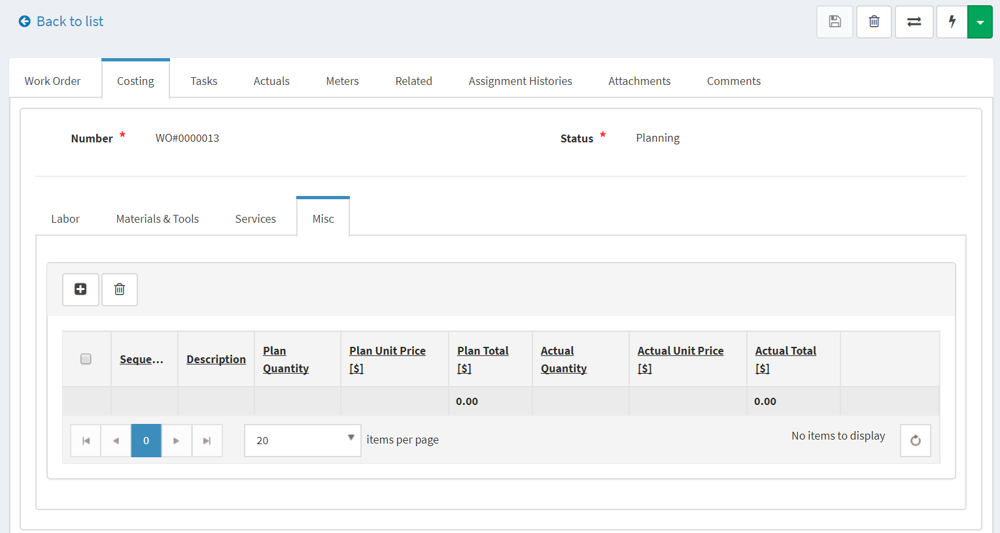 Back to list
Work Order Costing Tasks Actuals Meters Related Assignment Histories Attachments Comments
Number * WO#0000013 Status * Planning
Labor Materials & Tools Services Misc
Seque... Description Plan Quantity Plan Unit Price [$] Plan Total [$] Actual Quantity Actual Unit Price [$] Actual Total [$]
0.00 0.00
0 20 items per page No items to display